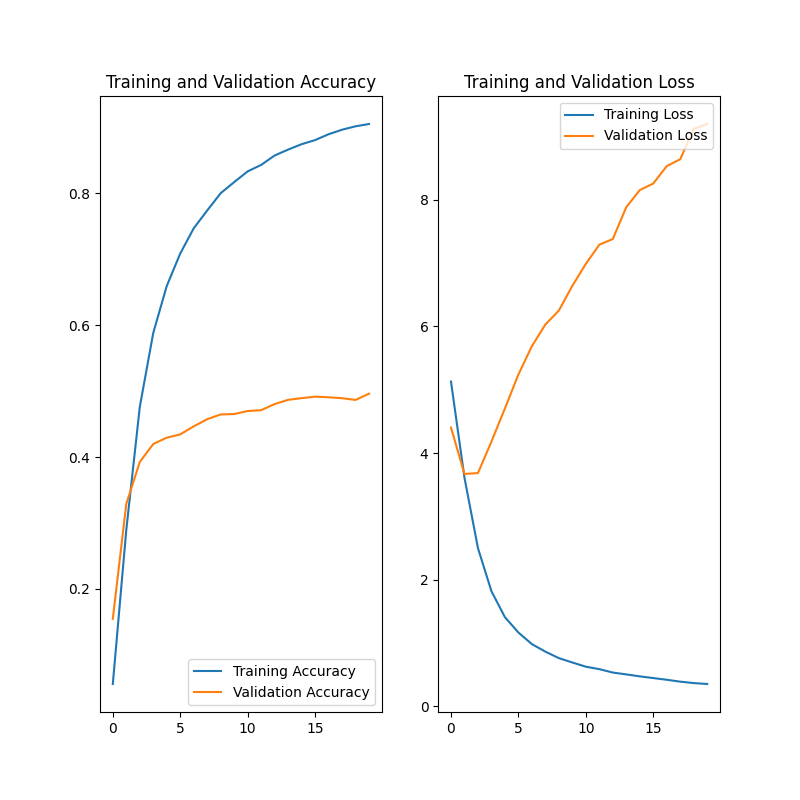 Training and Validation Accuracy
0.8
0.6
0.4
0.2
0 5 10 15
Training Accuracy
Validation Accuracy
Training and Validation Loss
8
6
4
2
0
0 5 10 15
Training Loss
Validation Loss